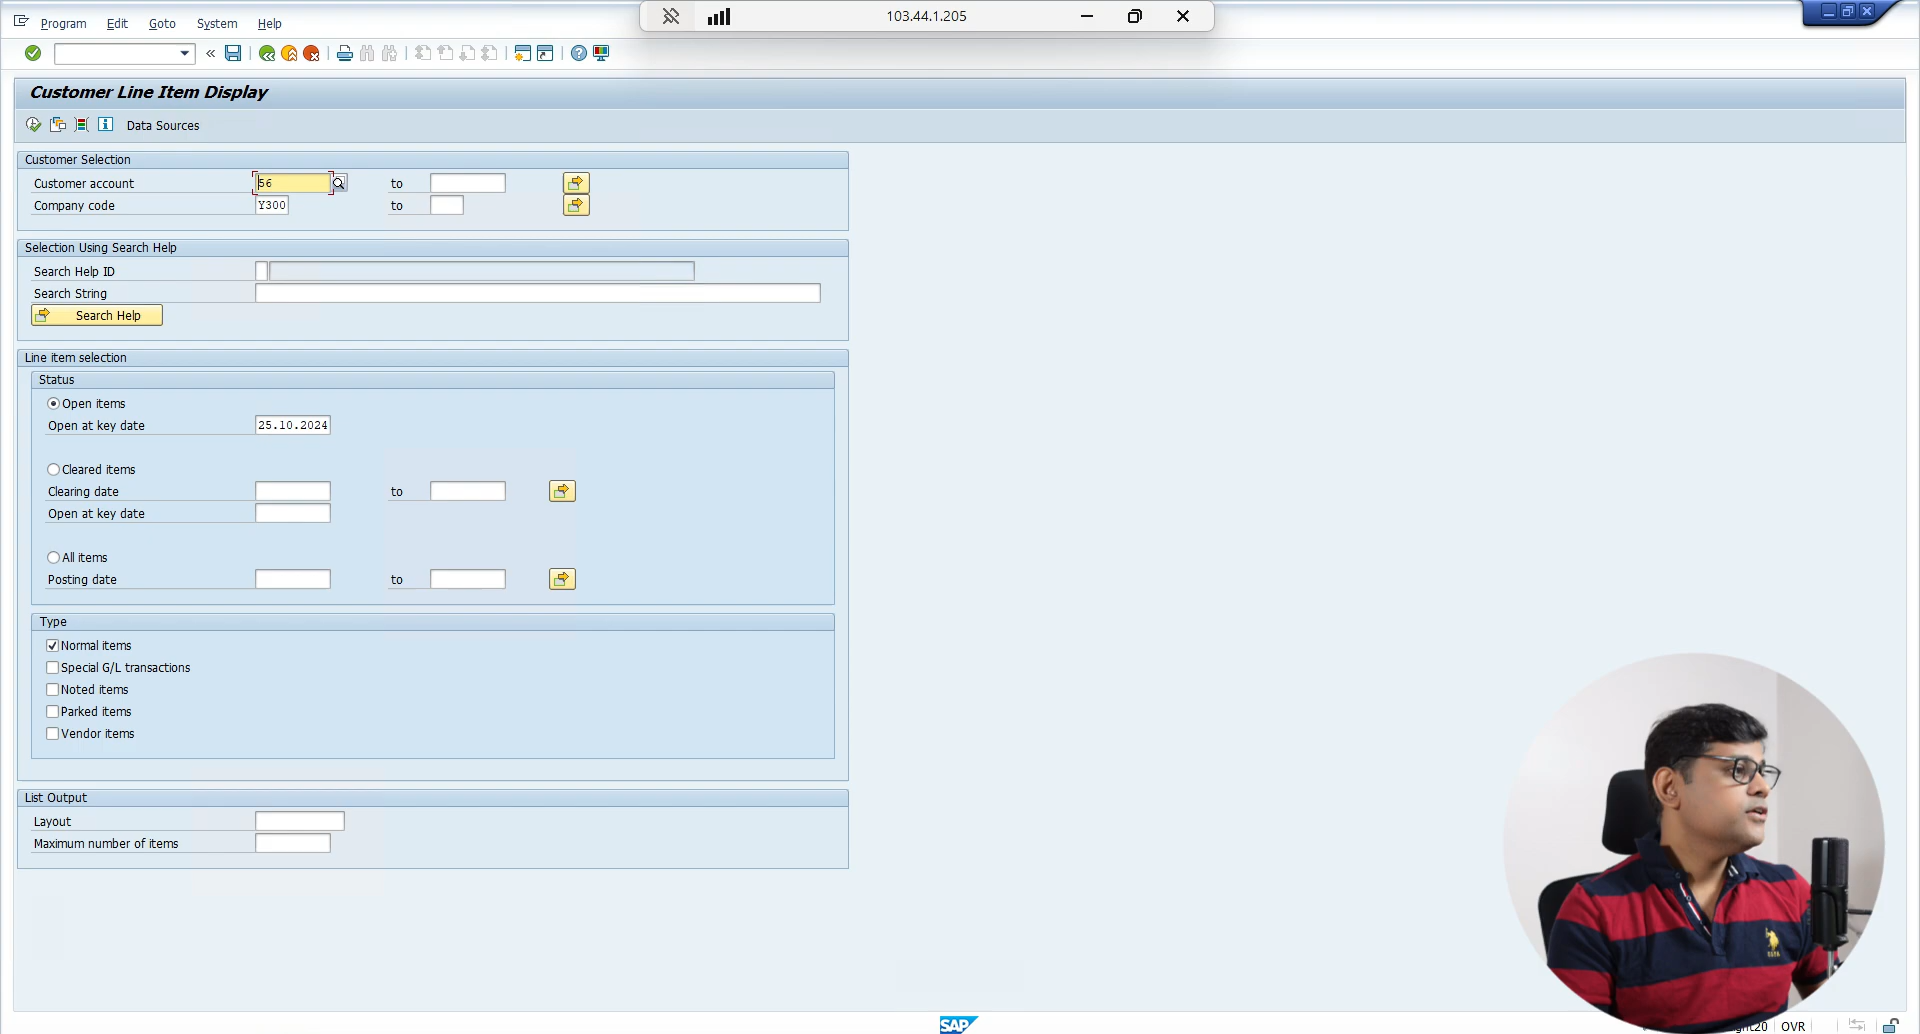 Program Edit Goto System Help
103.44.1.205
Customer Line Item Display
Data Sources
Customer Selection
Customer account 56 to
Company code Y300 to
Selection Using Search Help
Search Help ID
Search String
Search Help
Line item selection
Status
Open items
Open at key date 25.10.2024
Cleared items
Clearing date to
Open at key date
All items
Posting date to
Type
Normal items
Special G/L transactions
Noted items
Parked items
Vendor items
List Output
Layout
Maximum number of items
SAP OVR